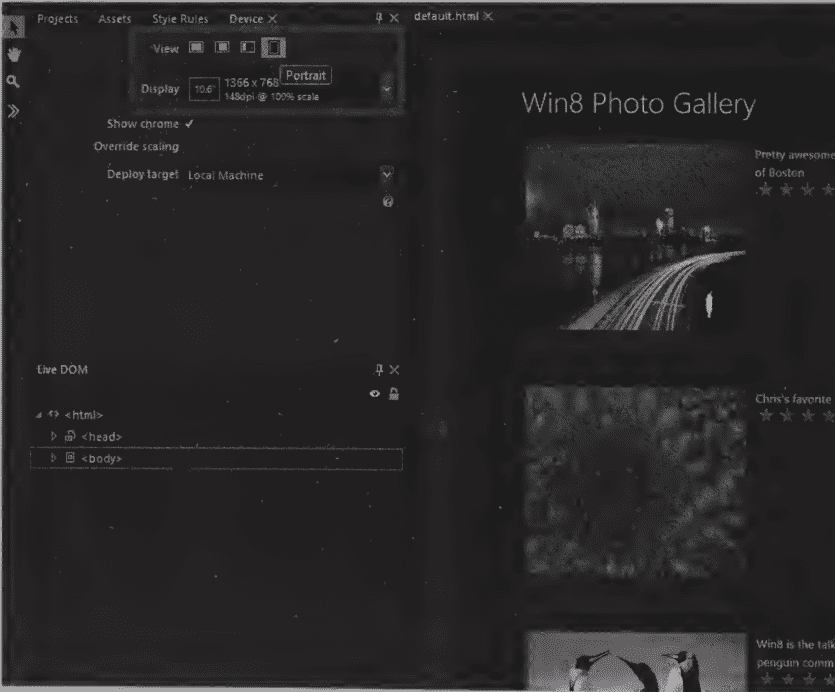 Projects Assets Style Rules Device
View
Portrait
Display 10.6" 1366 x 768
148dpi @ 100% scale
Show chrome
Override scaling
Deploy target Local Machine
Live DOM
<html>
<head>
<body>
default.html
Win8 Photo Gallery
Pretty awesome
of Boston
Chris's favorite
Win8 is the talk
penguin comm